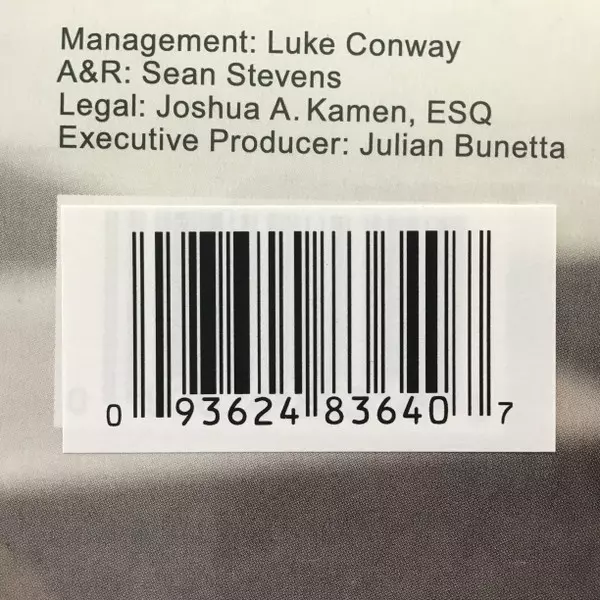 Management: Luke Conway
A&R: Sean Stevens
Legal: Joshua A. Kamen, ESQ
Executive Producer: Julian Bunetta
0 93624 83640 7